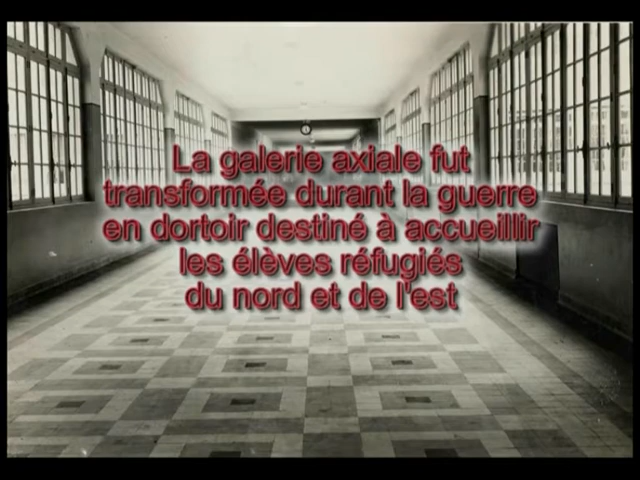 La galerie axiale fut
transformée durant la guerre
en dortoir destiné à accueillir
les élèves réfugiés
du nord et de l'est